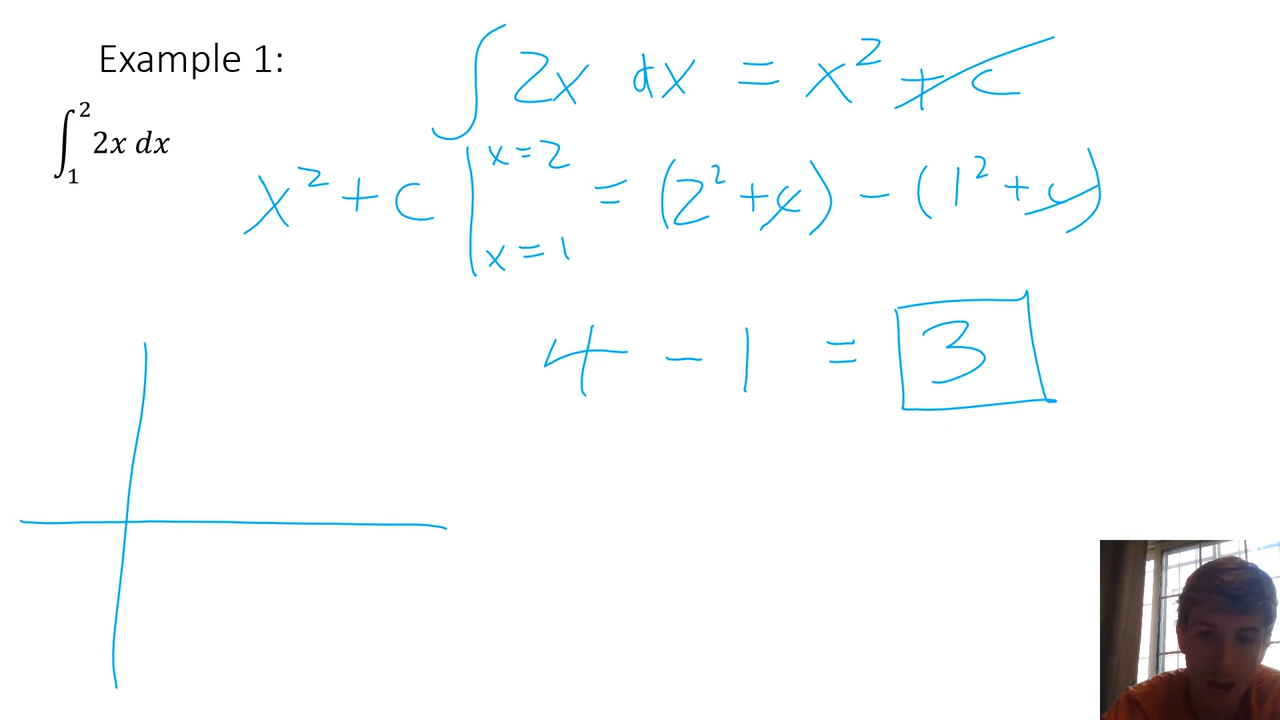 Example 1:
∫ 2x dx = x² + c
∫₁² 2x dx
x² + c | x=2 x=1 = (2² + c) − (1² + c)
4 − 1 = 3